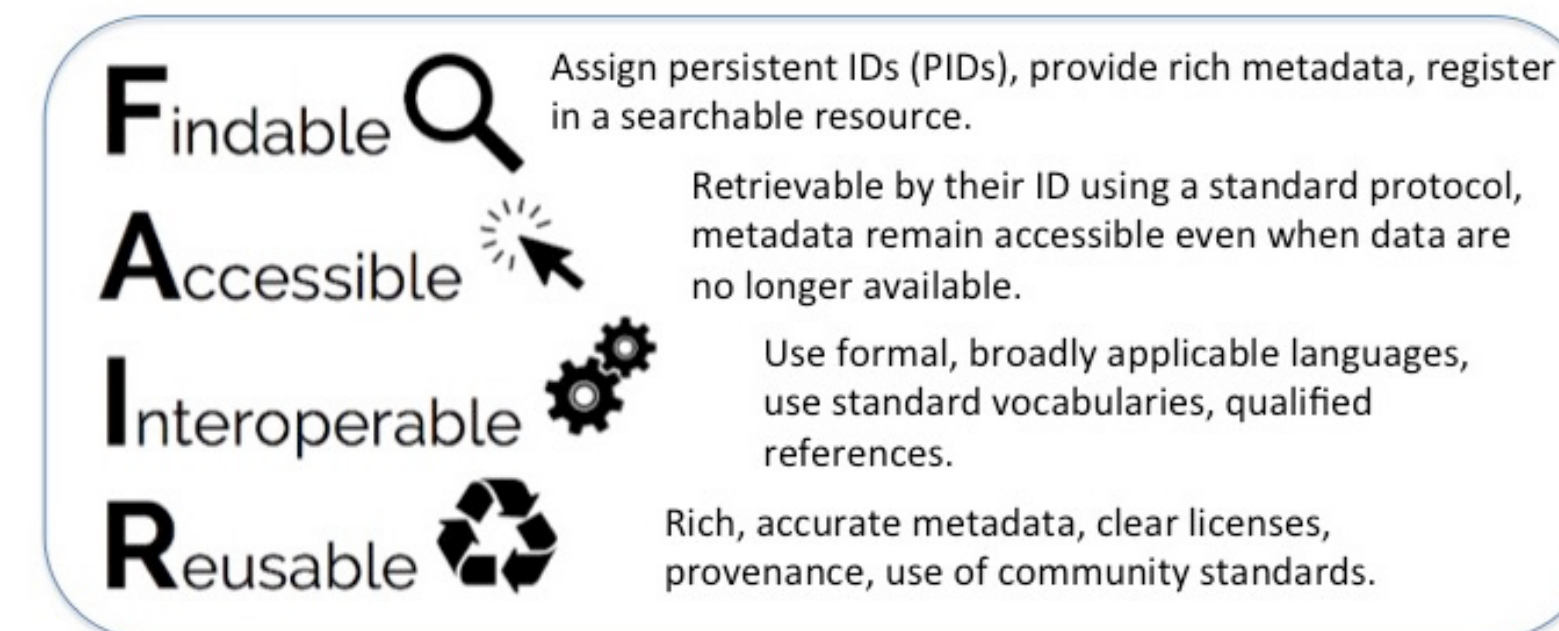 Findable
Assign persistent IDs (PIDs), provide rich metadata, register
in a searchable resource.
Accessible
Retrievable by their ID using a standard protocol,
metadata remain accessible even when data are
no longer available.
Interoperable
Use formal, broadly applicable languages,
use standard vocabularies, qualified
references.
Reusable
Rich, accurate metadata, clear licenses,
provenance, use of community standards.